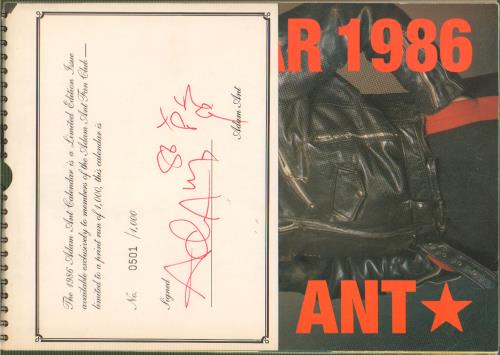 The 1986 Adam Ant Calendar is a Limited Edition Issue
available exclusively to members of the Adam Ant Fan Club —
limited to a print run of 1,000, this calendar is
No. 0501 /1,000
Signed
Adam Ant
AR 1986
ANT★